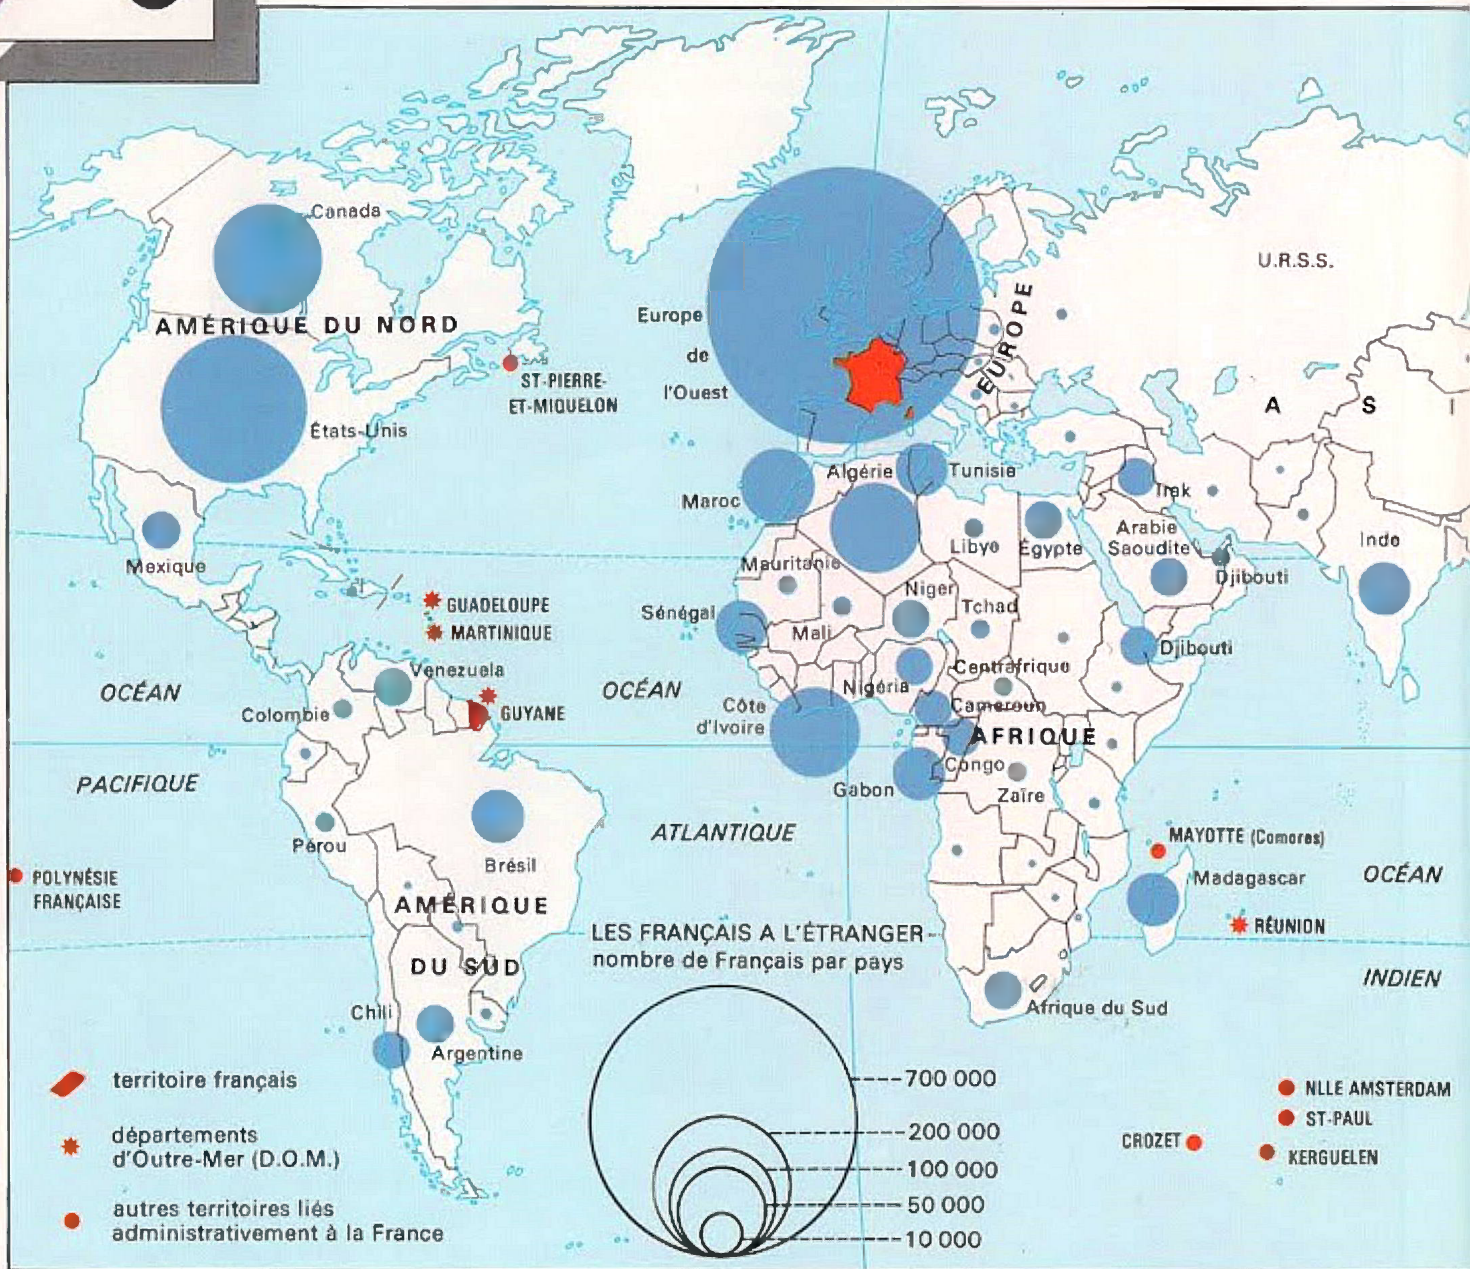 Canada
AMÉRIQUE DU NORD
ST-PIERRE-
ET-MIQUELON
États-Unis
Mexique
GUADELOUPE
MARTINIQUE
Venezuela
Colombie
GUYANE
OCÉAN
PACIFIQUE
Pérou
Brésil
POLYNÉSIE
FRANÇAISE
AMÉRIQUE
DU SUD
Chili
Argentine
Europe
de
l'Ouest
EUROPE
U.R.S.S.
A S I
Maroc
Algérie
Tunisie
Irak
Libye
Égypte
Arabie
Saoudite
Djibouti
Inde
Mauritanie
Niger
Tchad
Sénégal
Mali
Djibouti
Nigéria
Centrafrique
Cameroun
Côte
d'Ivoire
AFRIQUE
Congo
Gabon
Zaïre
OCÉAN
ATLANTIQUE
MAYOTTE (Comores)
Madagascar
RÉUNION
OCÉAN
INDIEN
Afrique du Sud
LES FRANÇAIS A L'ÉTRANGER
nombre de Français par pays
700 000
200 000
100 000
50 000
10 000
territoire français
départements
d'Outre-Mer (D.O.M.)
autres territoires liés
administrativement à la France
NLLE AMSTERDAM
ST-PAUL
CROZET
KERGUELEN